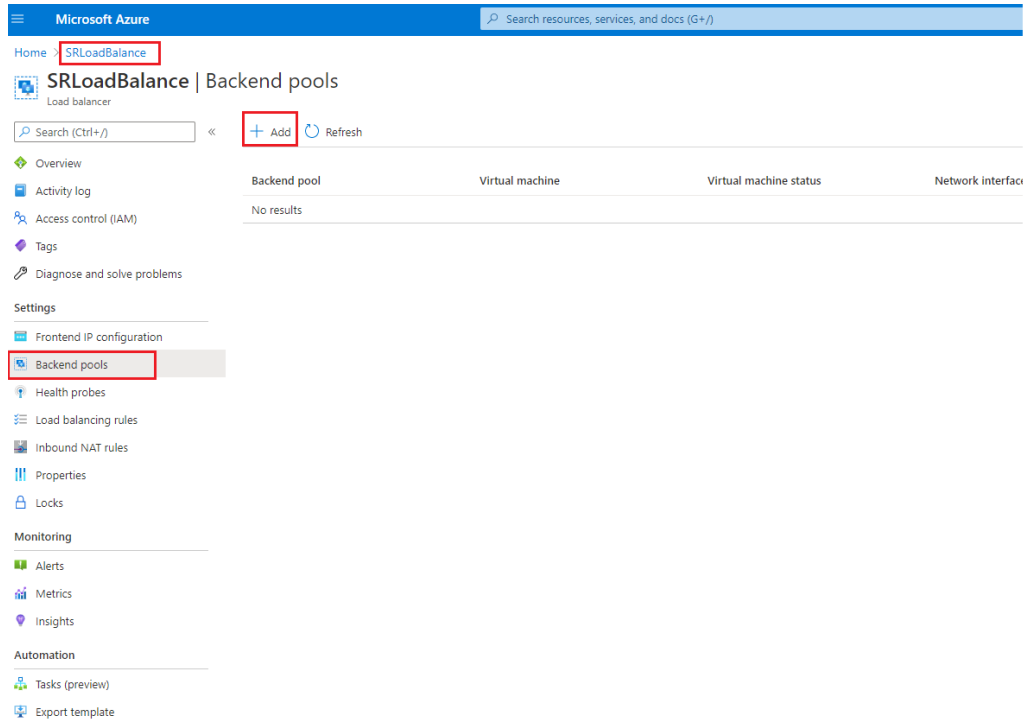 Microsoft Azure
Search resources, services, and docs (G+/)
Home > SRLoadBalance
SRLoadBalance | Backend pools
Load balancer
Search (Ctrl+/)
«
+ Add
Refresh
Overview
Activity log
Access control (IAM)
Tags
Diagnose and solve problems
Settings
Frontend IP configuration
Backend pools
Health probes
Load balancing rules
Inbound NAT rules
Properties
Locks
Monitoring
Alerts
Metrics
Insights
Automation
Tasks (preview)
Export template
Backend pool Virtual machine Virtual machine status Network interface
No results